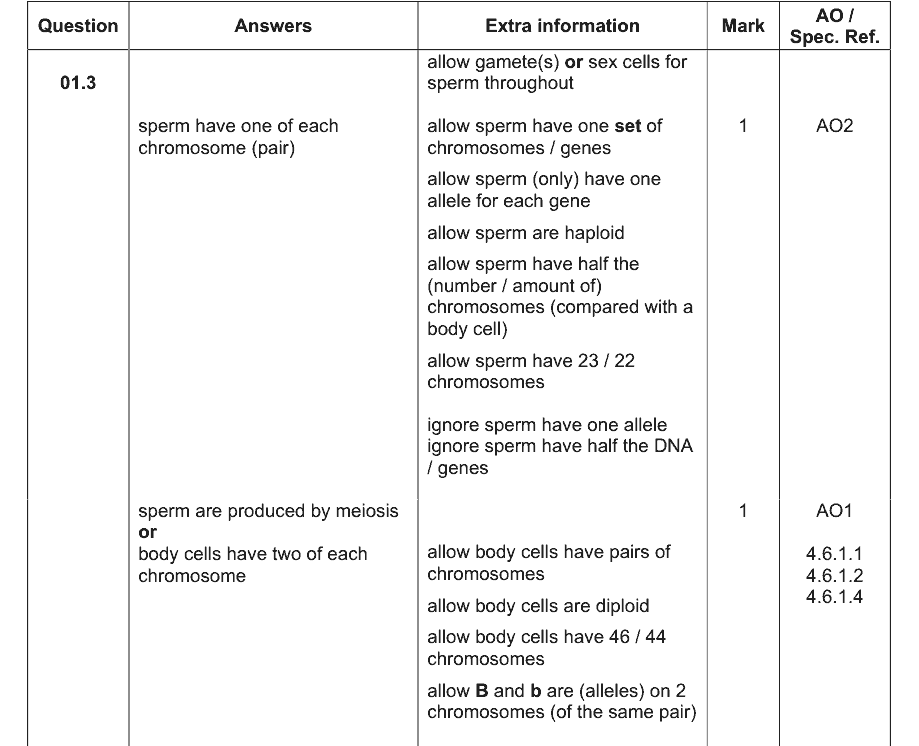 Question
Answers
Extra information
Mark
AO /
Spec. Ref.
01.3
allow gamete(s) or sex cells for
sperm throughout
sperm have one of each
chromosome (pair)
allow sperm have one set of
chromosomes / genes
1
AO2
allow sperm (only) have one
allele for each gene
allow sperm are haploid
allow sperm have half the
(number / amount of)
chromosomes (compared with a
body cell)
allow sperm have 23 / 22
chromosomes
ignore sperm have one allele
ignore sperm have half the DNA
/ genes
sperm are produced by meiosis
or
body cells have two of each
chromosome
1
AO1
4.6.1.1
4.6.1.2
4.6.1.4
allow body cells have pairs of
chromosomes
allow body cells are diploid
allow body cells have 46 / 44
chromosomes
allow B and b are (alleles) on 2
chromosomes (of the same pair)